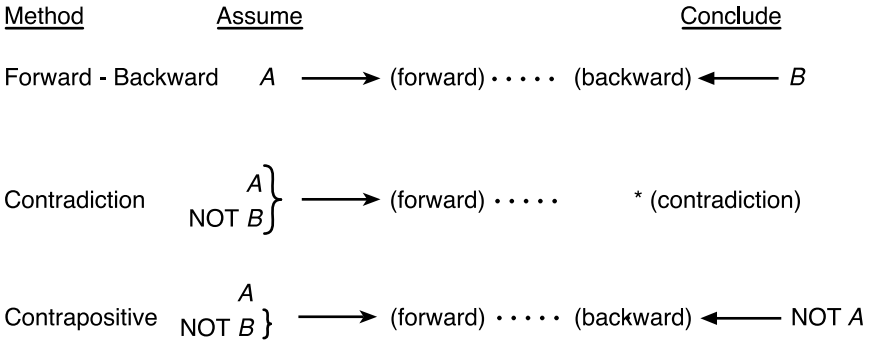 Method Assume Conclude
Forward - Backward A (forward) ..... (backward) B
A
Contradiction (forward) ..... * (contradiction)
NOT B
A
Contrapositive (forward) ..... (backward) NOT A
NOT B